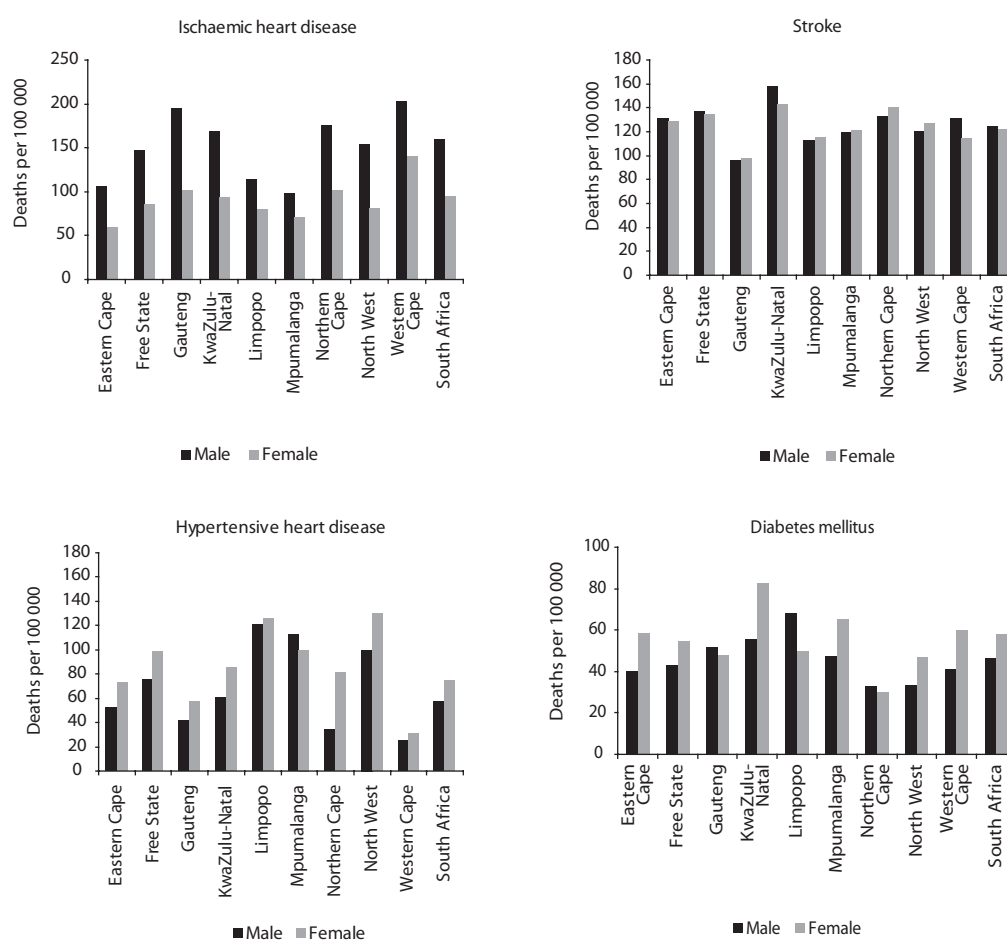 Ischaemic heart disease
Deaths per 100 000
250
200
150
100
50
0
Eastern Cape
Free State
Gauteng
KwaZulu-
Natal
Limpopo
Mpumalanga
Northern
Cape
North West
Western
Cape
South Africa
Male Female
Stroke
Deaths per 100 000
180
160
140
120
100
80
60
40
20
0
Eastern Cape
Free State
Gauteng
KwaZulu-Natal
Limpopo
Mpumalanga
Northern Cape
North West
Western Cape
South Africa
Male Female
Hypertensive heart disease
Deaths per 100 000
180
160
140
120
100
80
60
40
20
0
Eastern Cape
Free State
Gauteng
KwaZulu-Natal
Limpopo
Mpumalanga
Northern Cape
North West
Western Cape
South Africa
Male Female
Diabetes mellitus
Deaths per 100 000
100
80
60
40
20
0
Eastern
Cape
Free State
Gauteng
KwaZulu-
Natal
Limpopo
Mpumalanga
Northern
Cape
North West
Western
Cape
South Africa
Male Female